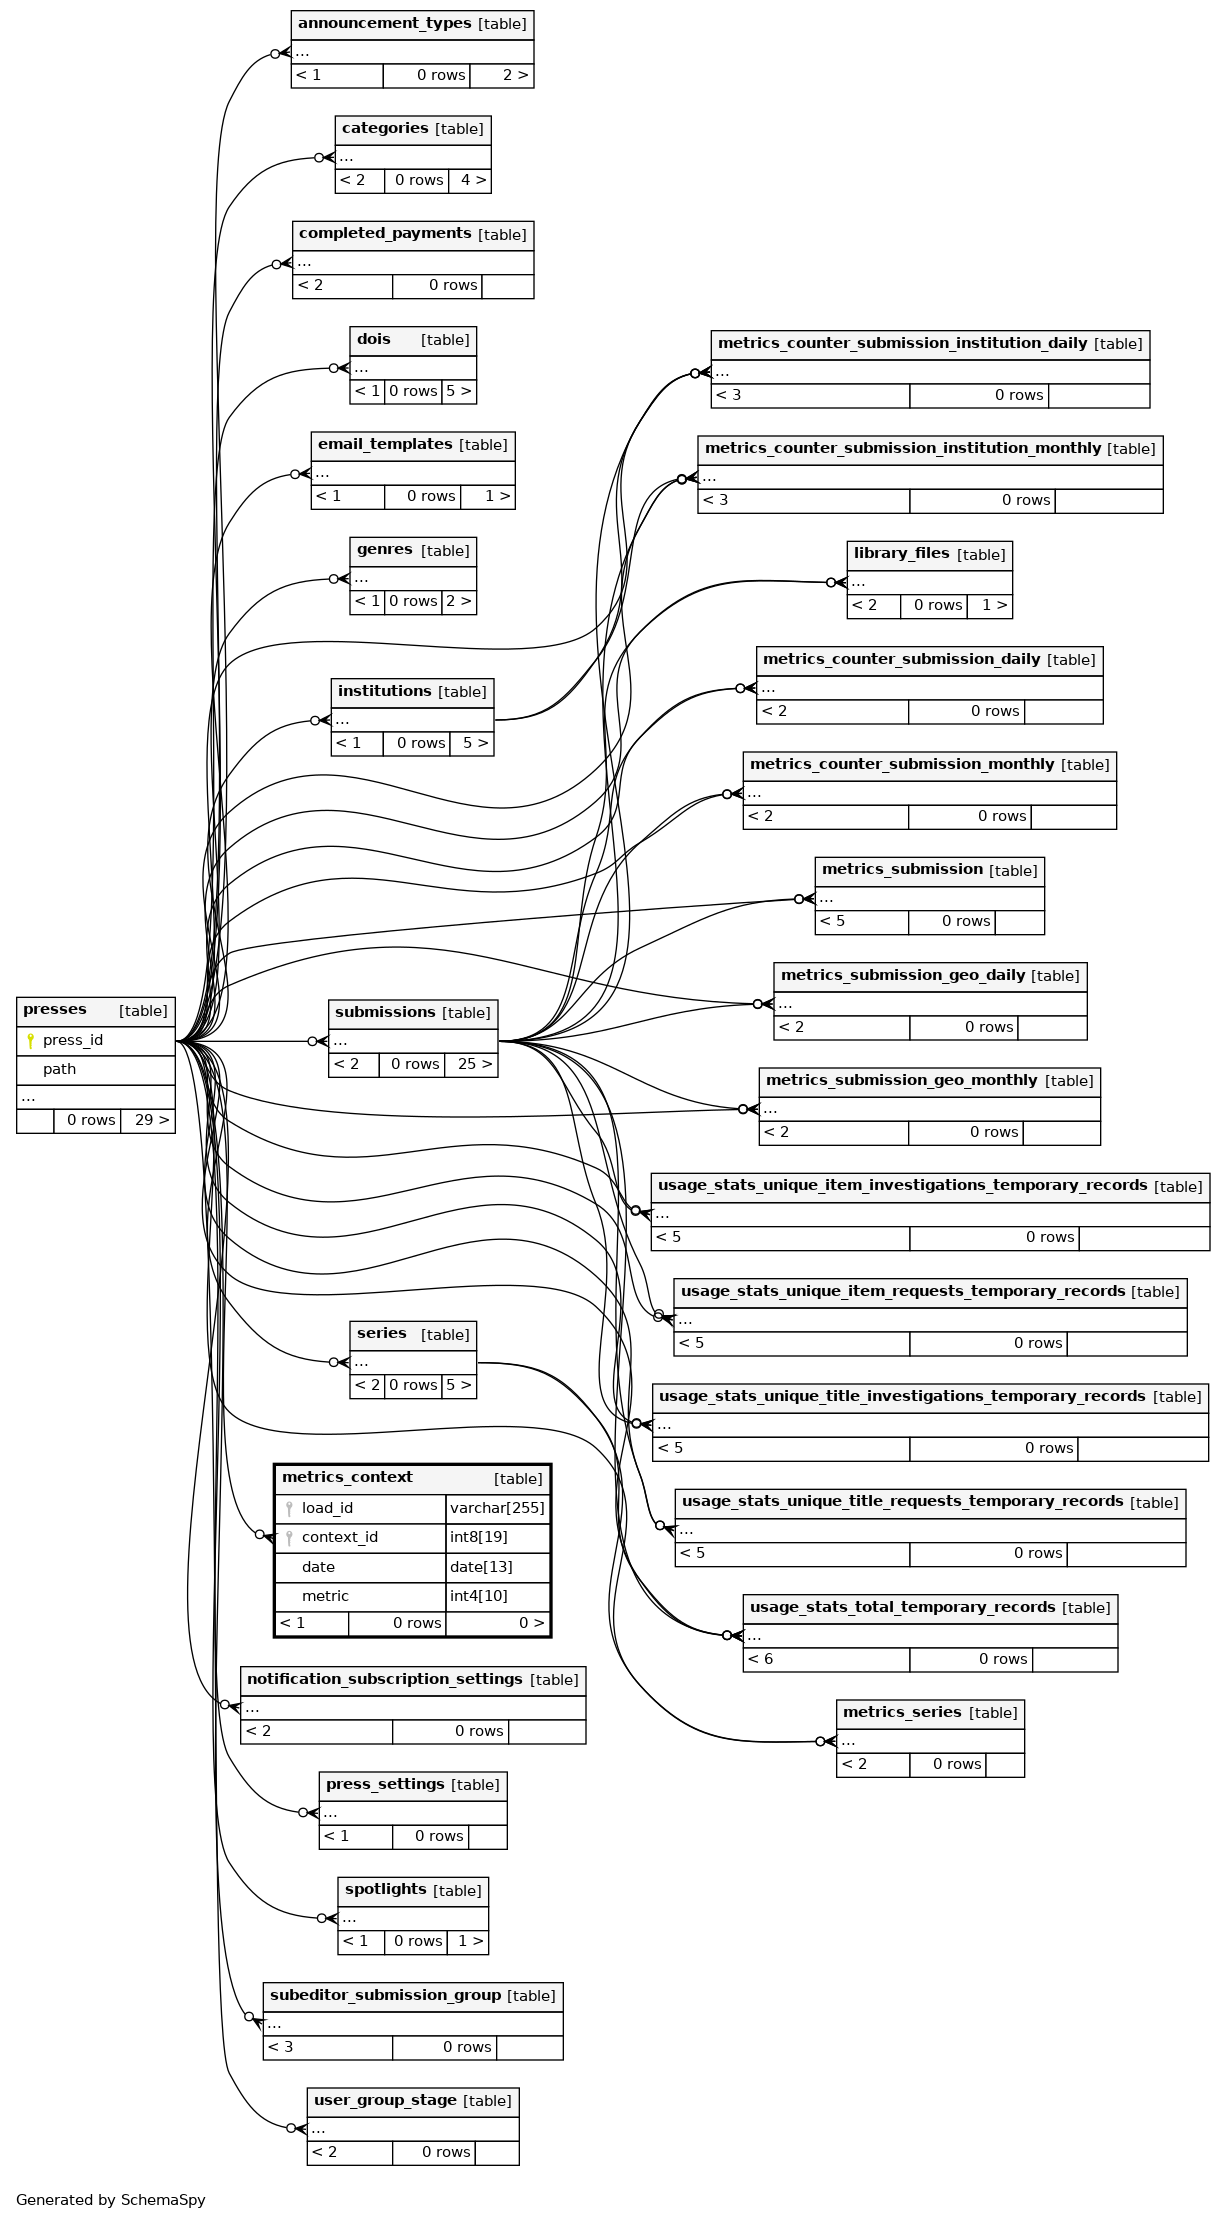 announcement_types [table]
...
< 1 0 rows 2 >
categories [table]
...
< 2 0 rows 4 >
completed_payments [table]
...
< 2 0 rows
dois [table]
...
< 1 0 rows 5 >
email_templates [table]
...
< 1 0 rows 1 >
genres [table]
...
< 1 0 rows 2 >
institutions [table]
...
< 1 0 rows 5 >
presses [table]
press_id
path
...
0 rows 29 >
submissions [table]
...
< 2 0 rows 25 >
series [table]
...
< 2 0 rows 5 >
metrics_context [table]
load_id varchar[255]
context_id int8[19]
date date[13]
metric int4[10]
< 1 0 rows 0 >
notification_subscription_settings [table]
...
< 2 0 rows
press_settings [table]
...
< 1 0 rows
spotlights [table]
...
< 1 0 rows 1 >
subeditor_submission_group [table]
...
< 3 0 rows
user_group_stage [table]
...
< 2 0 rows
metrics_counter_submission_institution_daily [table]
...
< 3 0 rows
metrics_counter_submission_institution_monthly [table]
...
< 3 0 rows
library_files [table]
...
< 2 0 rows 1 >
metrics_counter_submission_daily [table]
...
< 2 0 rows
metrics_counter_submission_monthly [table]
...
< 2 0 rows
metrics_submission [table]
...
< 5 0 rows
metrics_submission_geo_daily [table]
...
< 2 0 rows
metrics_submission_geo_monthly [table]
...
< 2 0 rows
usage_stats_unique_item_investigations_temporary_records [table]
...
< 5 0 rows
usage_stats_unique_item_requests_temporary_records [table]
...
< 5 0 rows
usage_stats_unique_title_investigations_temporary_records [table]
...
< 5 0 rows
usage_stats_unique_title_requests_temporary_records [table]
...
< 5 0 rows
usage_stats_total_temporary_records [table]
...
< 6 0 rows
metrics_series [table]
...
< 2 0 rows
Generated by SchemaSpy